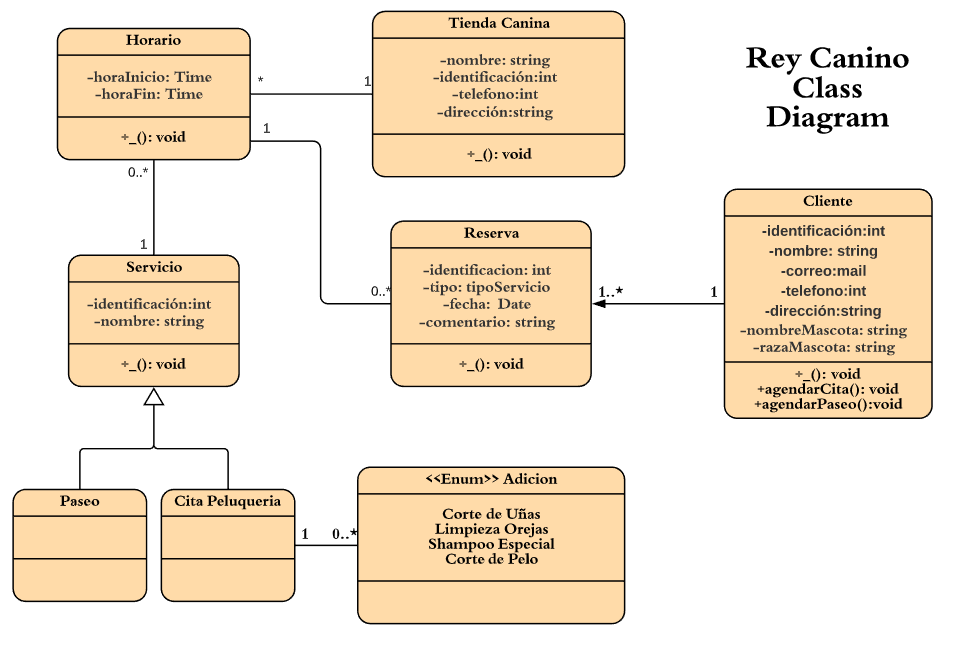 Rey Canino
Class
Diagram
Horario
-horaInicio: Time
-horaFin: Time
÷_(): void
*
1
Tienda Canina
-nombre: string
-identificación:int
-telefono:int
-dirección:string
÷_(): void
1
0..*
0..*
1
Servicio
-identificación:int
-nombre: string
÷_(): void
Reserva
-identificacion: int
-tipo: tipoServicio
-fecha: Date
-comentario: string
÷_(): void
1..*
1
Cliente
-identificación:int
-nombre: string
-correo:mail
-telefono:int
-dirección:string
-nombreMascota: string
-razaMascota: string
÷_(): void
+agendarCita(): void
+agendarPaseo():void
Paseo
Cita Peluqueria
1
0..*
<<Enum>> Adicion
Corte de Uñas
Limpieza Orejas
Shampoo Especial
Corte de Pelo